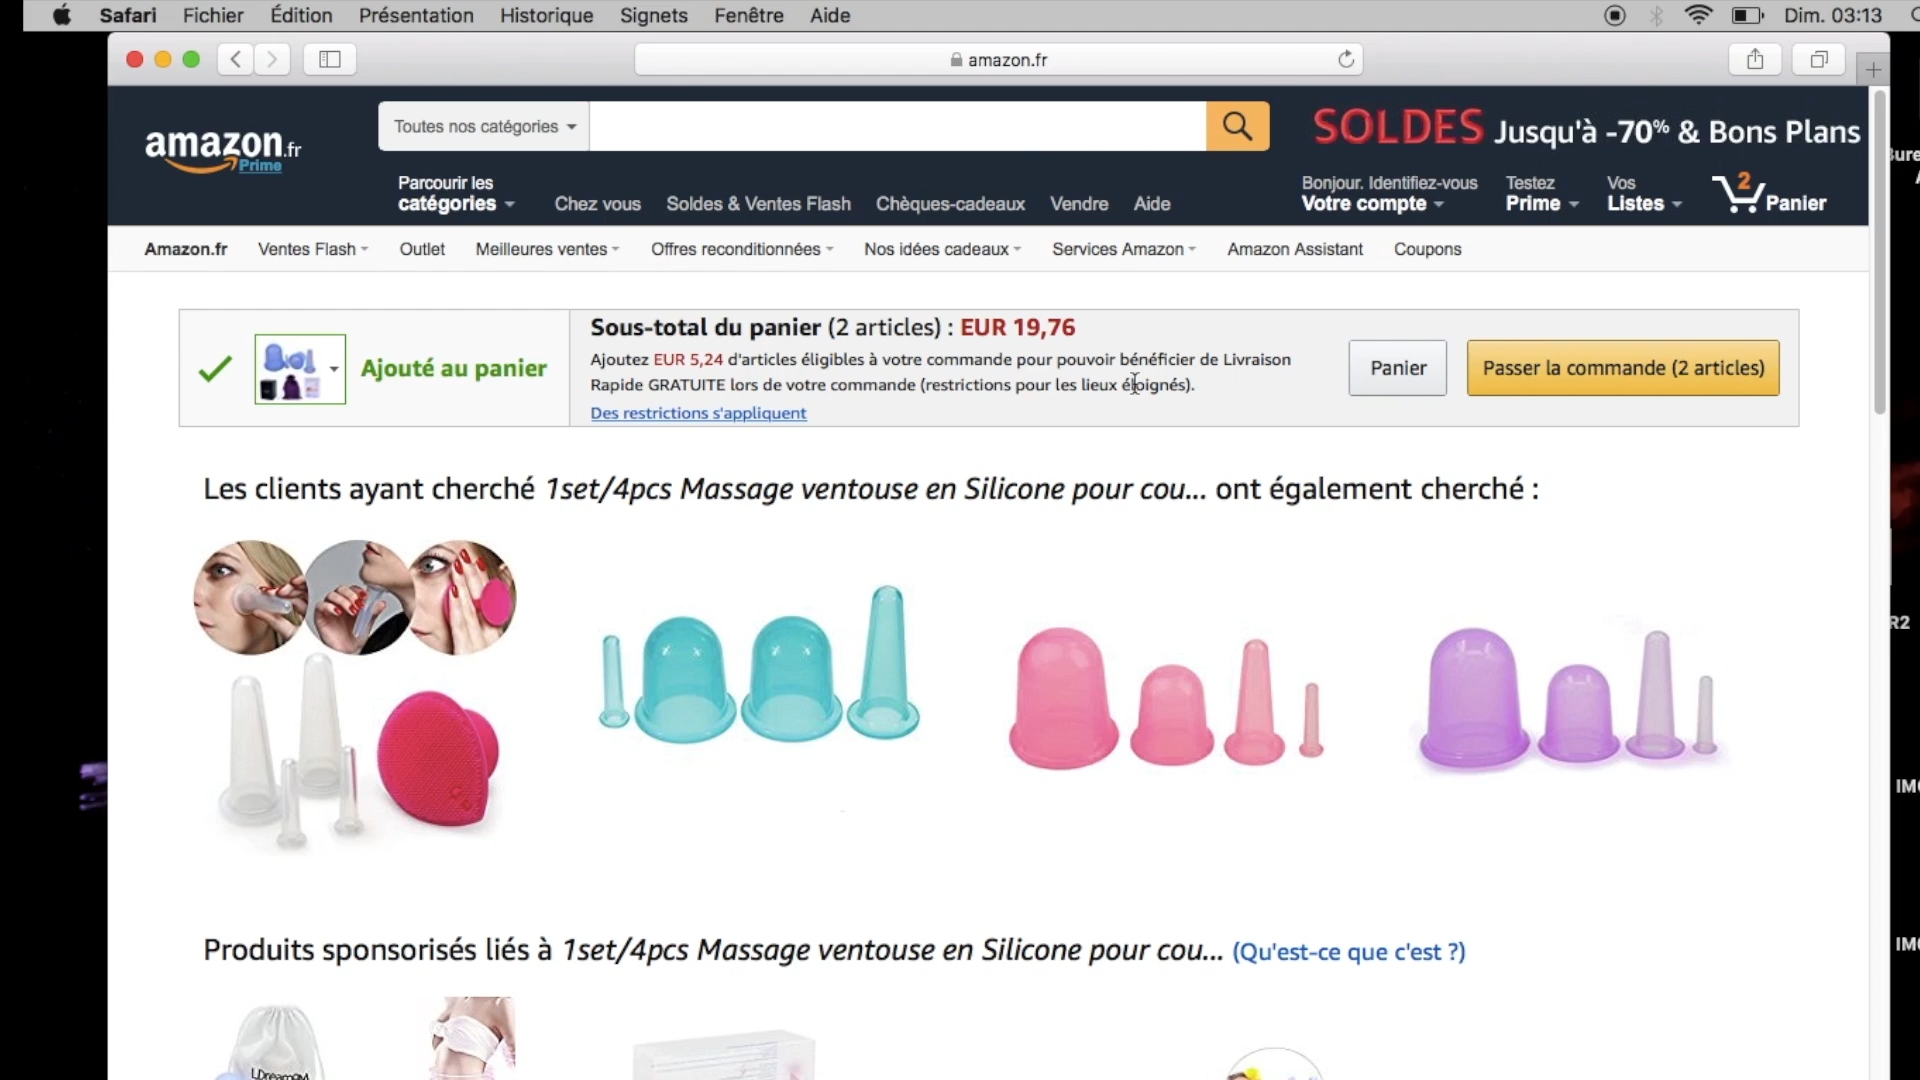 Safari Fichier Édition Présentation Historique Signets Fenêtre Aide Dim. 03:13
amazon.fr
amazon.fr
Prime
Toutes nos catégories
SOLDES Jusqu'à -70% & Bons Plans
Parcourir les
catégories
Chez vous Soldes & Ventes Flash Chèques-cadeaux Vendre Aide
Bonjour. Identifiez-vous
Votre compte
Testez
Prime
Vos
Listes
2
Panier
Amazon.fr Ventes Flash Outlet Meilleures ventes Offres reconditionnées Nos idées cadeaux Services Amazon Amazon Assistant Coupons
Ajouté au panier
Sous-total du panier (2 articles) : EUR 19,76
Ajoutez EUR 5,24 d'articles éligibles à votre commande pour pouvoir bénéficier de Livraison
Rapide GRATUITE lors de votre commande (restrictions pour les lieux éloignés).
Des restrictions s'appliquent
Panier
Passer la commande (2 articles)
Les clients ayant cherché 1set/4pcs Massage ventouse en Silicone pour cou... ont également cherché :
R2
Produits sponsorisés liés à 1set/4pcs Massage ventouse en Silicone pour cou... (Qu'est-ce que c'est ?)